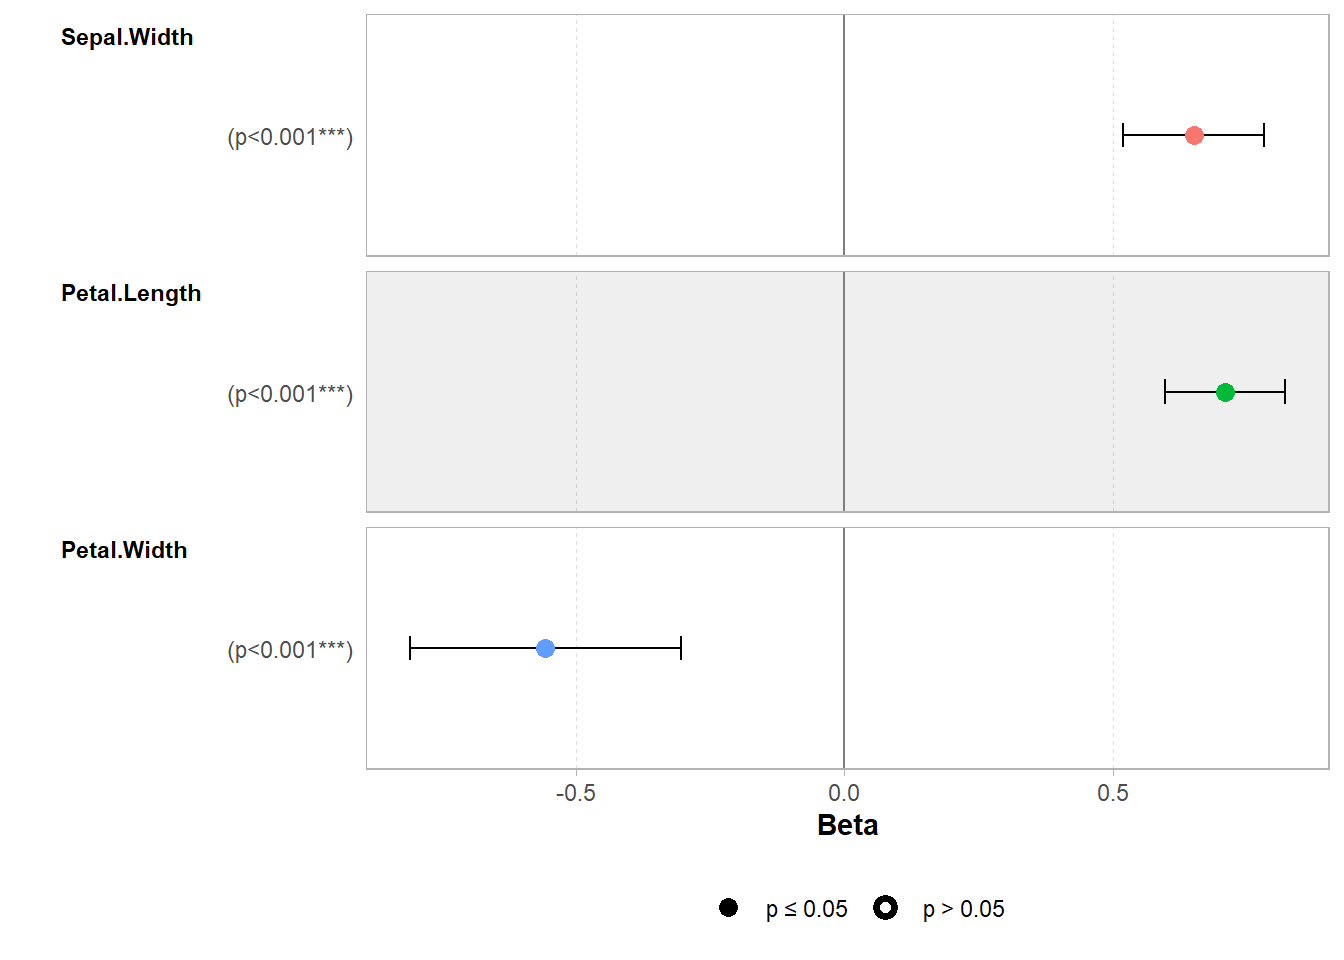 Sepal.Width
(p<0.001***)
Petal.Length
(p<0.001***)
Petal.Width
(p<0.001***)
-0.5 0.0 0.5
Beta
p ≤ 0.05 p > 0.05